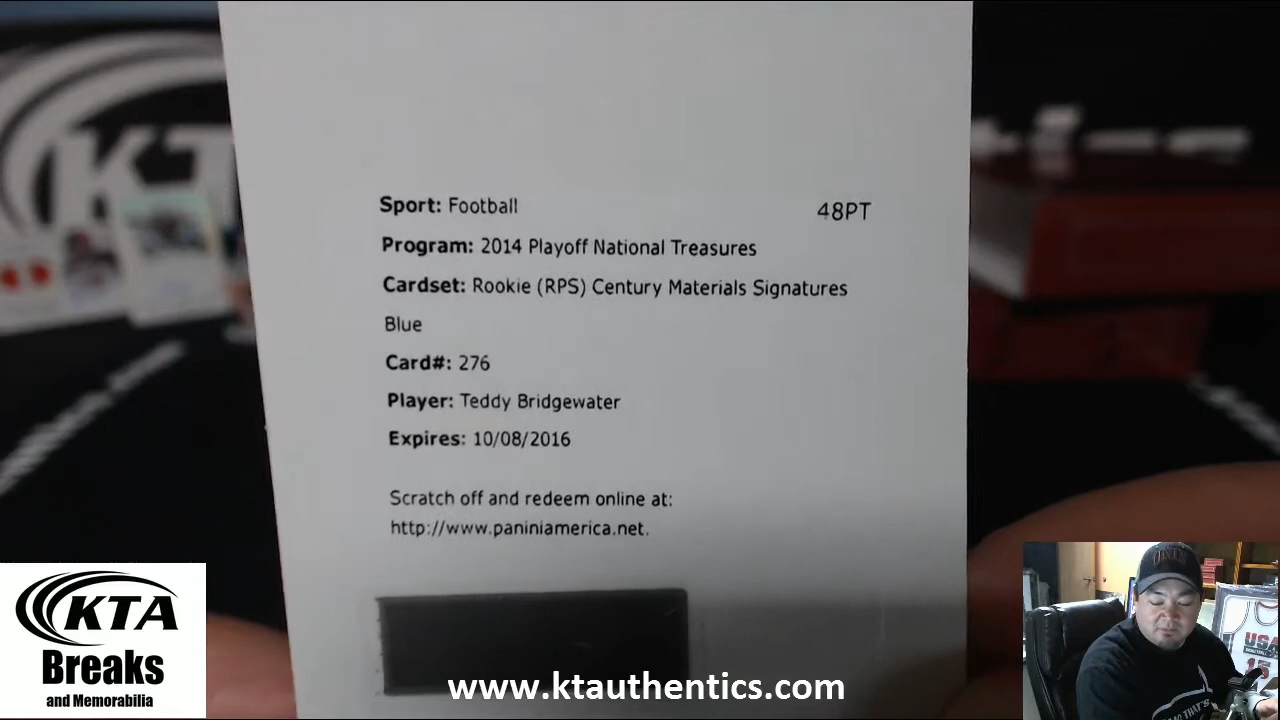 Sport: Football
48PT
Program: 2014 Playoff National Treasures
Cardset: Rookie (RPS) Century Materials Signatures
Blue
Card#: 276
Player: Teddy Bridgewater
Expires: 10/08/2016
Scratch off and redeem online at:
http://www.paniniamerica.net.
KTA
Breaks
and Memorabilia
www.ktauthentics.com
USA
15